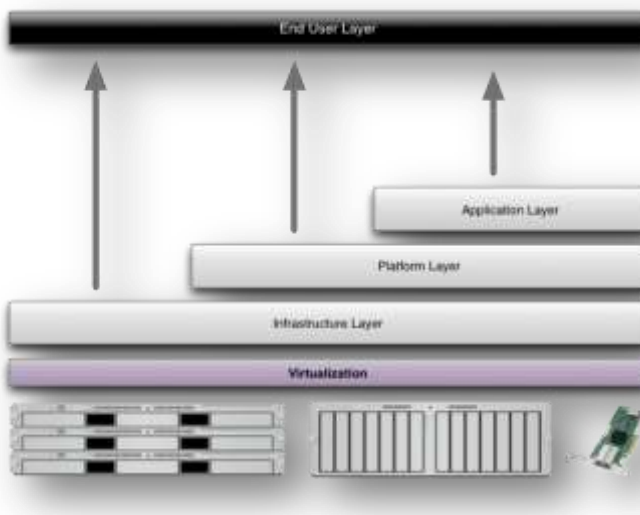 End User Layer
Application Layer
Platform Layer
Infrastructure Layer
Virtualization